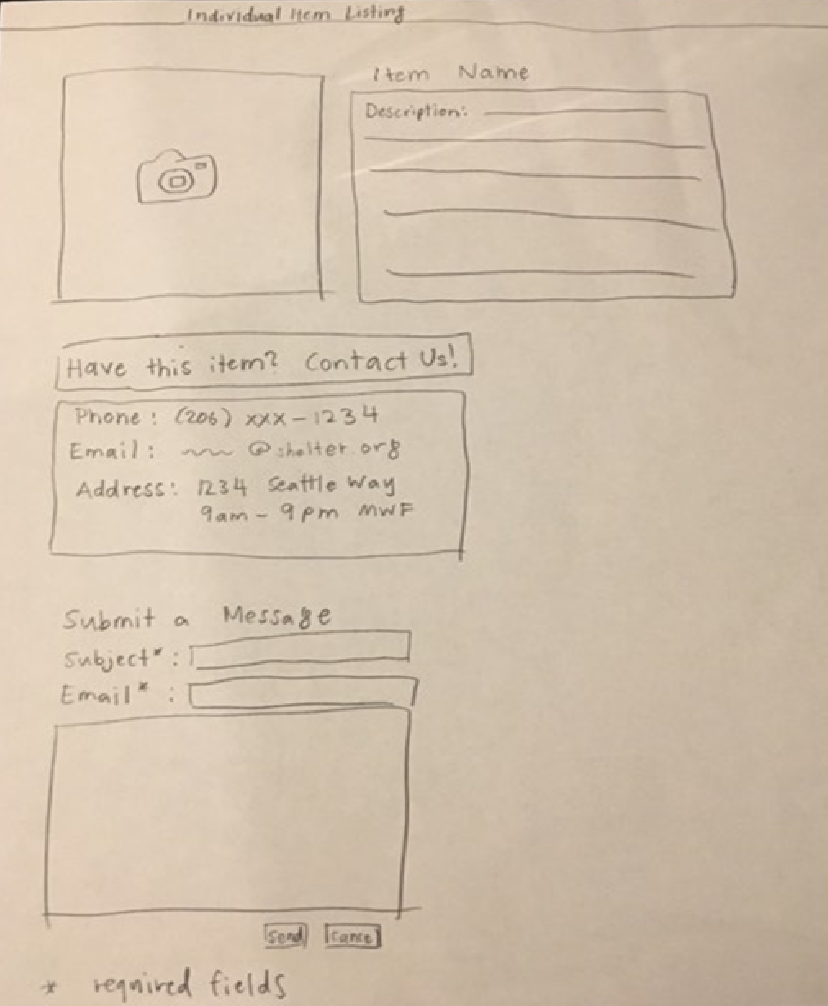 Individual Item Listing
Item Name
Description:
Have this item? Contact Us!
Phone : (206) xxx-1234
Email : @shelter.org
Address: 1234 Seattle Way
9am - 9pm MWF
Submit a Message
Subject* :
Email* :
Send Cancel
* required fields